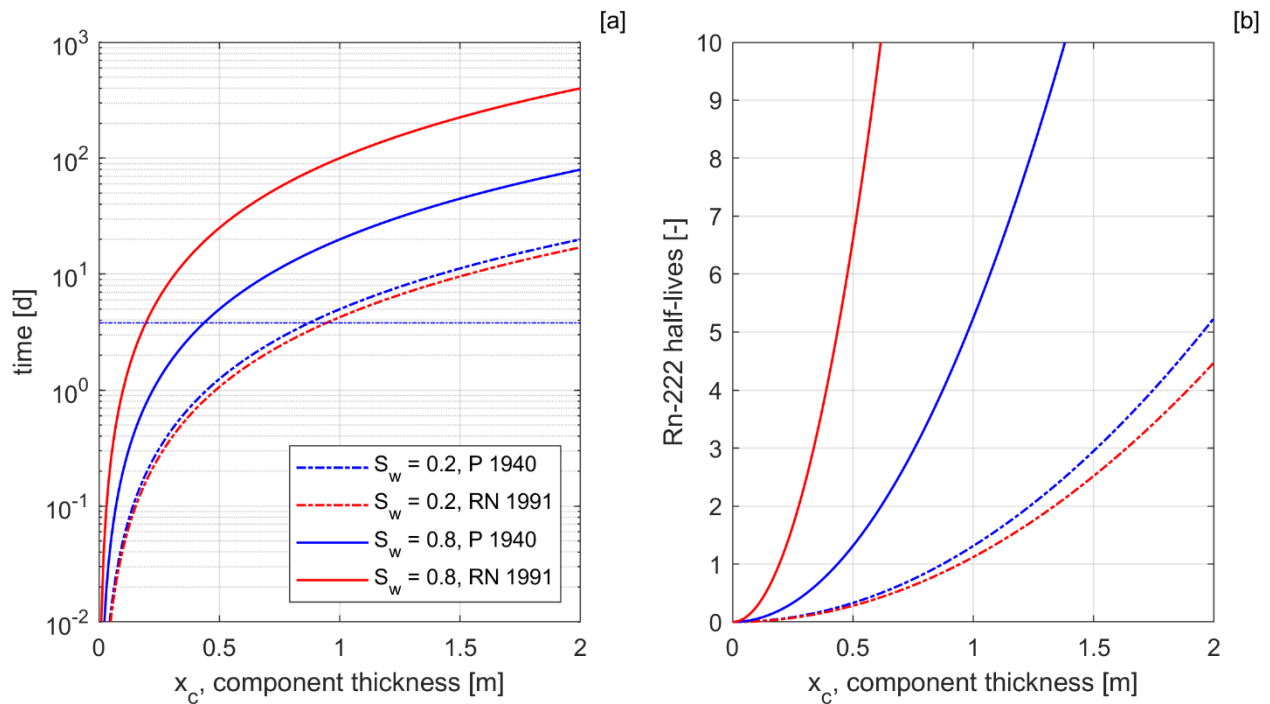 [a]
time [d]
10^3
10^2
10^1
10^0
10^-1
10^-2
0
0.5
1
1.5
2
x_c, component thickness [m]
S_w = 0.2, P 1940
S_w = 0.2, RN 1991
S_w = 0.8, P 1940
S_w = 0.8, RN 1991
[b]
Rn-222 half-lives [-]
10
9
8
7
6
5
4
3
2
1
0
0
0.5
1
1.5
2
x_c, component thickness [m]